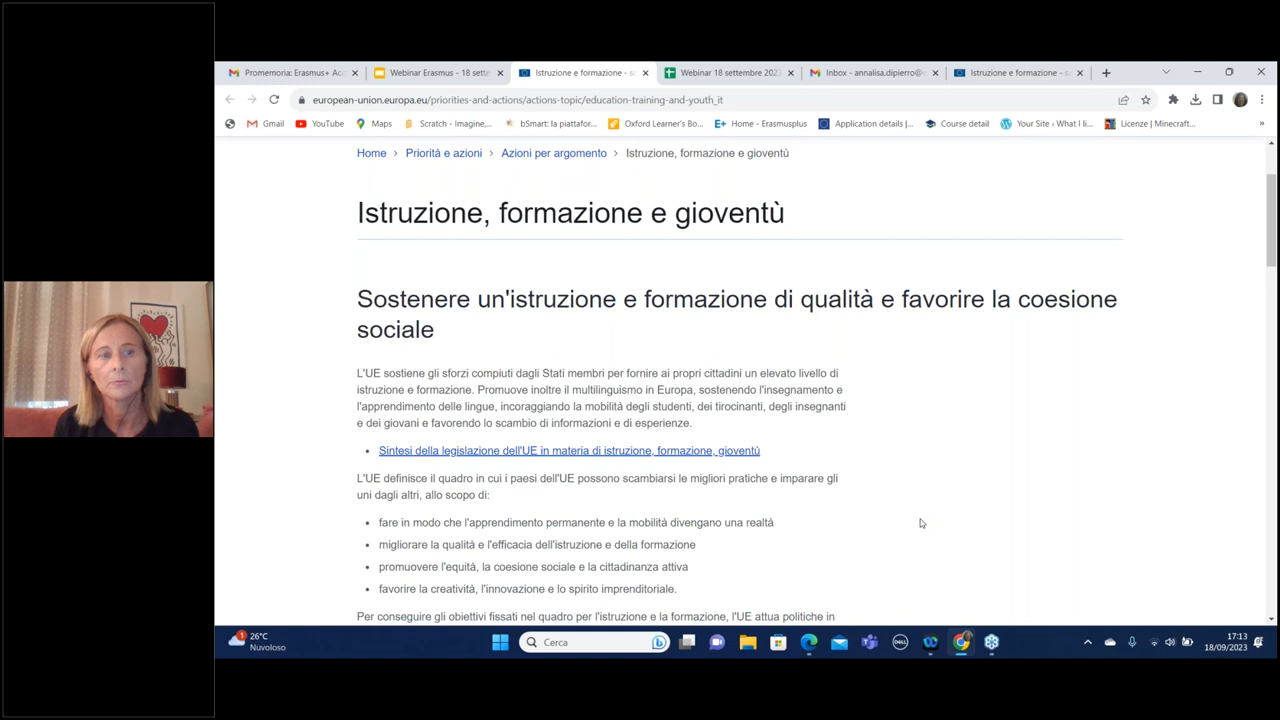 Promemoria: Erasmus+ Acc
Webinar Erasmus - 18 sette
Istruzione e formazione - s
Webinar 18 settembre 2023
Inbox - annalisa.dipierro@
Istruzione e formazione - s
european-union.europa.eu/priorities-and-actions/actions-topic/education-training-and-youth_it
Gmail
YouTube
Maps
Scratch - Imagine,...
bSmart: la piattafor...
Oxford Learner's Bo...
Home - Erasmusplus
Application details |...
Course detail
Your Site ‹ What I li...
Licenze | Minecraft...
»
Home > Priorità e azioni > Azioni per argomento > Istruzione, formazione e gioventù
Istruzione, formazione e gioventù
Sostenere un'istruzione e formazione di qualità e favorire la coesione
sociale
L'UE sostiene gli sforzi compiuti dagli Stati membri per fornire ai propri cittadini un elevato livello di
istruzione e formazione. Promuove inoltre il multilinguismo in Europa, sostenendo l'insegnamento e
l'apprendimento delle lingue, incoraggiando la mobilità degli studenti, dei tirocinanti, degli insegnanti
e dei giovani e favorendo lo scambio di informazioni e di esperienze.
• Sintesi della legislazione dell'UE in materia di istruzione, formazione, gioventù
L'UE definisce il quadro in cui i paesi dell'UE possono scambiarsi le migliori pratiche e imparare gli
uni dagli altri, allo scopo di:
• fare in modo che l'apprendimento permanente e la mobilità divengano una realtà
• migliorare la qualità e l'efficacia dell'istruzione e della formazione
• promuovere l'equità, la coesione sociale e la cittadinanza attiva
• favorire la creatività, l'innovazione e lo spirito imprenditoriale.
Per conseguire gli obiettivi fissati nel quadro per l'istruzione e la formazione, l'UE attua politiche in
1
26°C
Nuvoloso
Cerca
DELL
17:13
18/09/2023